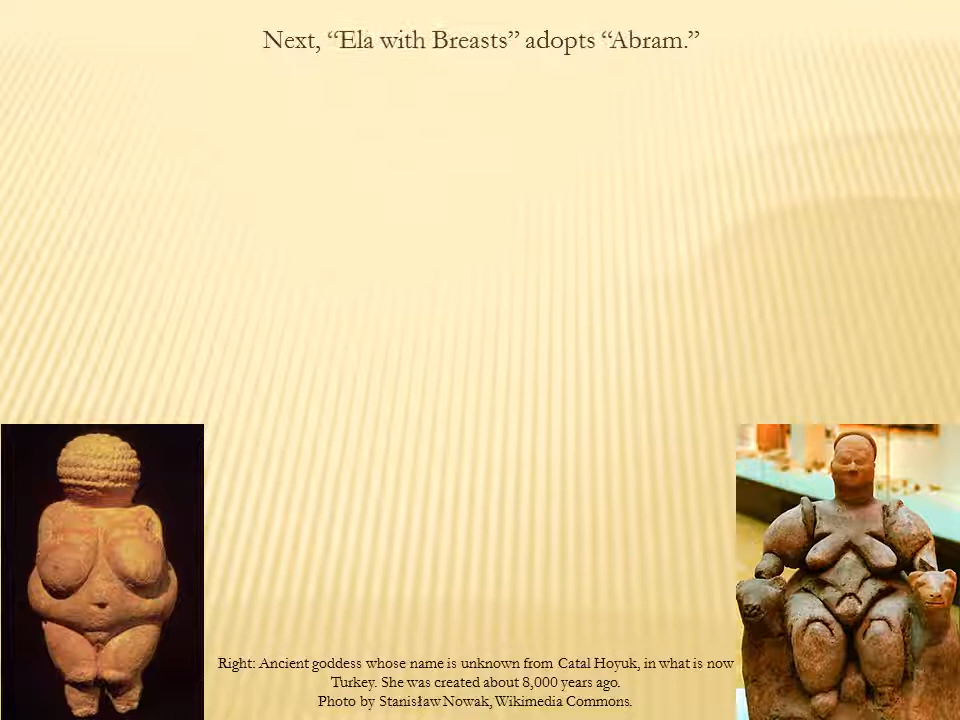 Next, “Ela with Breasts” adopts “Abram.”
Right: Ancient goddess whose name is unknown from Catal Hoyuk, in what is now
Turkey. She was created about 8,000 years ago.
Photo by Stanisław Nowak, Wikimedia Commons.